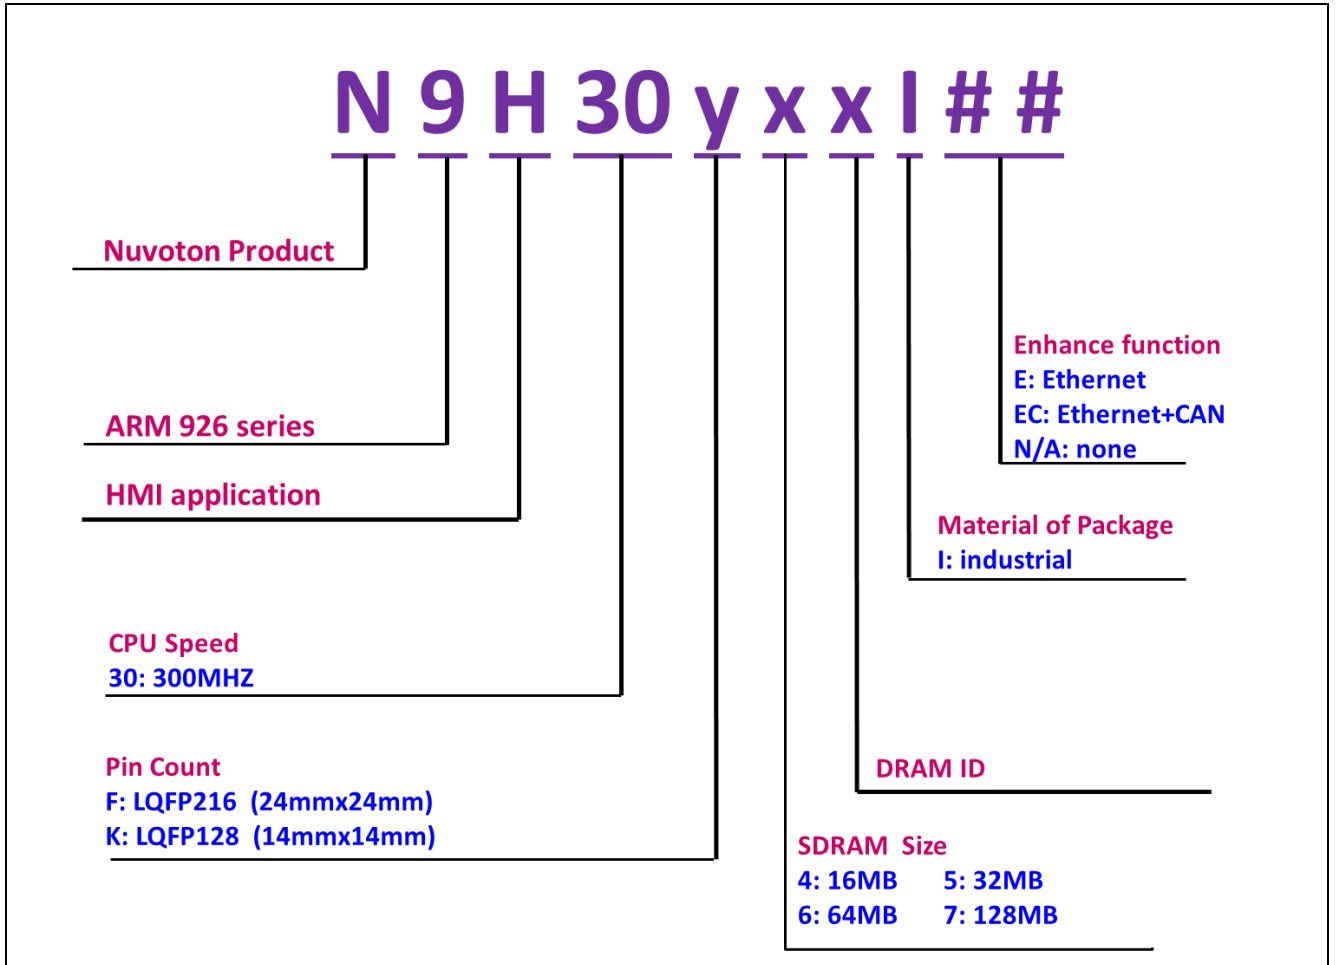 N 9 H 30 y x x I # #
Nuvoton Product
ARM 926 series
HMI application
CPU Speed
30: 300MHZ
Pin Count
F: LQFP216 (24mmx24mm)
K: LQFP128 (14mmx14mm)
Enhance function
E: Ethernet
EC: Ethernet+CAN
N/A: none
Material of Package
I: industrial
DRAM ID
SDRAM Size
4: 16MB 5: 32MB
6: 64MB 7: 128MB